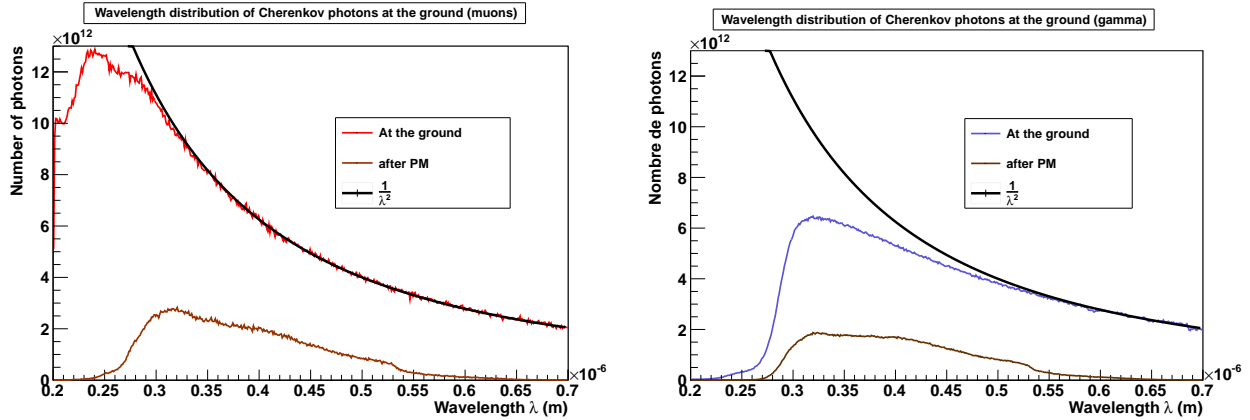 Wavelength distribution of Cherenkov photons at the ground (muons)
×10¹²
Number of photons
12
10
8
6
4
2
0
At the ground
after PM
1/λ²
0.2 0.25 0.3 0.35 0.4 0.45 0.5 0.55 0.6 0.65 0.7
×10⁻⁶
Wavelength λ (m)
Wavelength distribution of Cherenkov photons at the ground (gamma)
×10¹²
Nombre de photons
12
10
8
6
4
2
0
At the ground
after PM
1/λ²
0.2 0.25 0.3 0.35 0.4 0.45 0.5 0.55 0.6 0.65 0.7
×10⁻⁶
Wavelength λ (m)